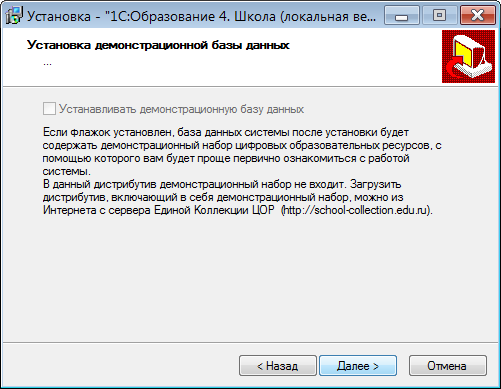 Установка - "1С:Образование 4. Школа (локальная ве...
Установка демонстрационной базы данных
...
Устанавливать демонстрационную базу данных
Если флажок установлен, база данных системы после установки будет
содержать демонстрационный набор цифровых образовательных ресурсов, с
помощью которого вам будет проще первично ознакомиться с работой
системы.
В данный дистрибутив демонстрационный набор не входит. Загрузить
дистрибутив, включающий в себя демонстрационный набор, можно из
Интернета с сервера Единой Коллекции ЦОР (http://school-collection.edu.ru).
< Назад
Далее >
Отмена